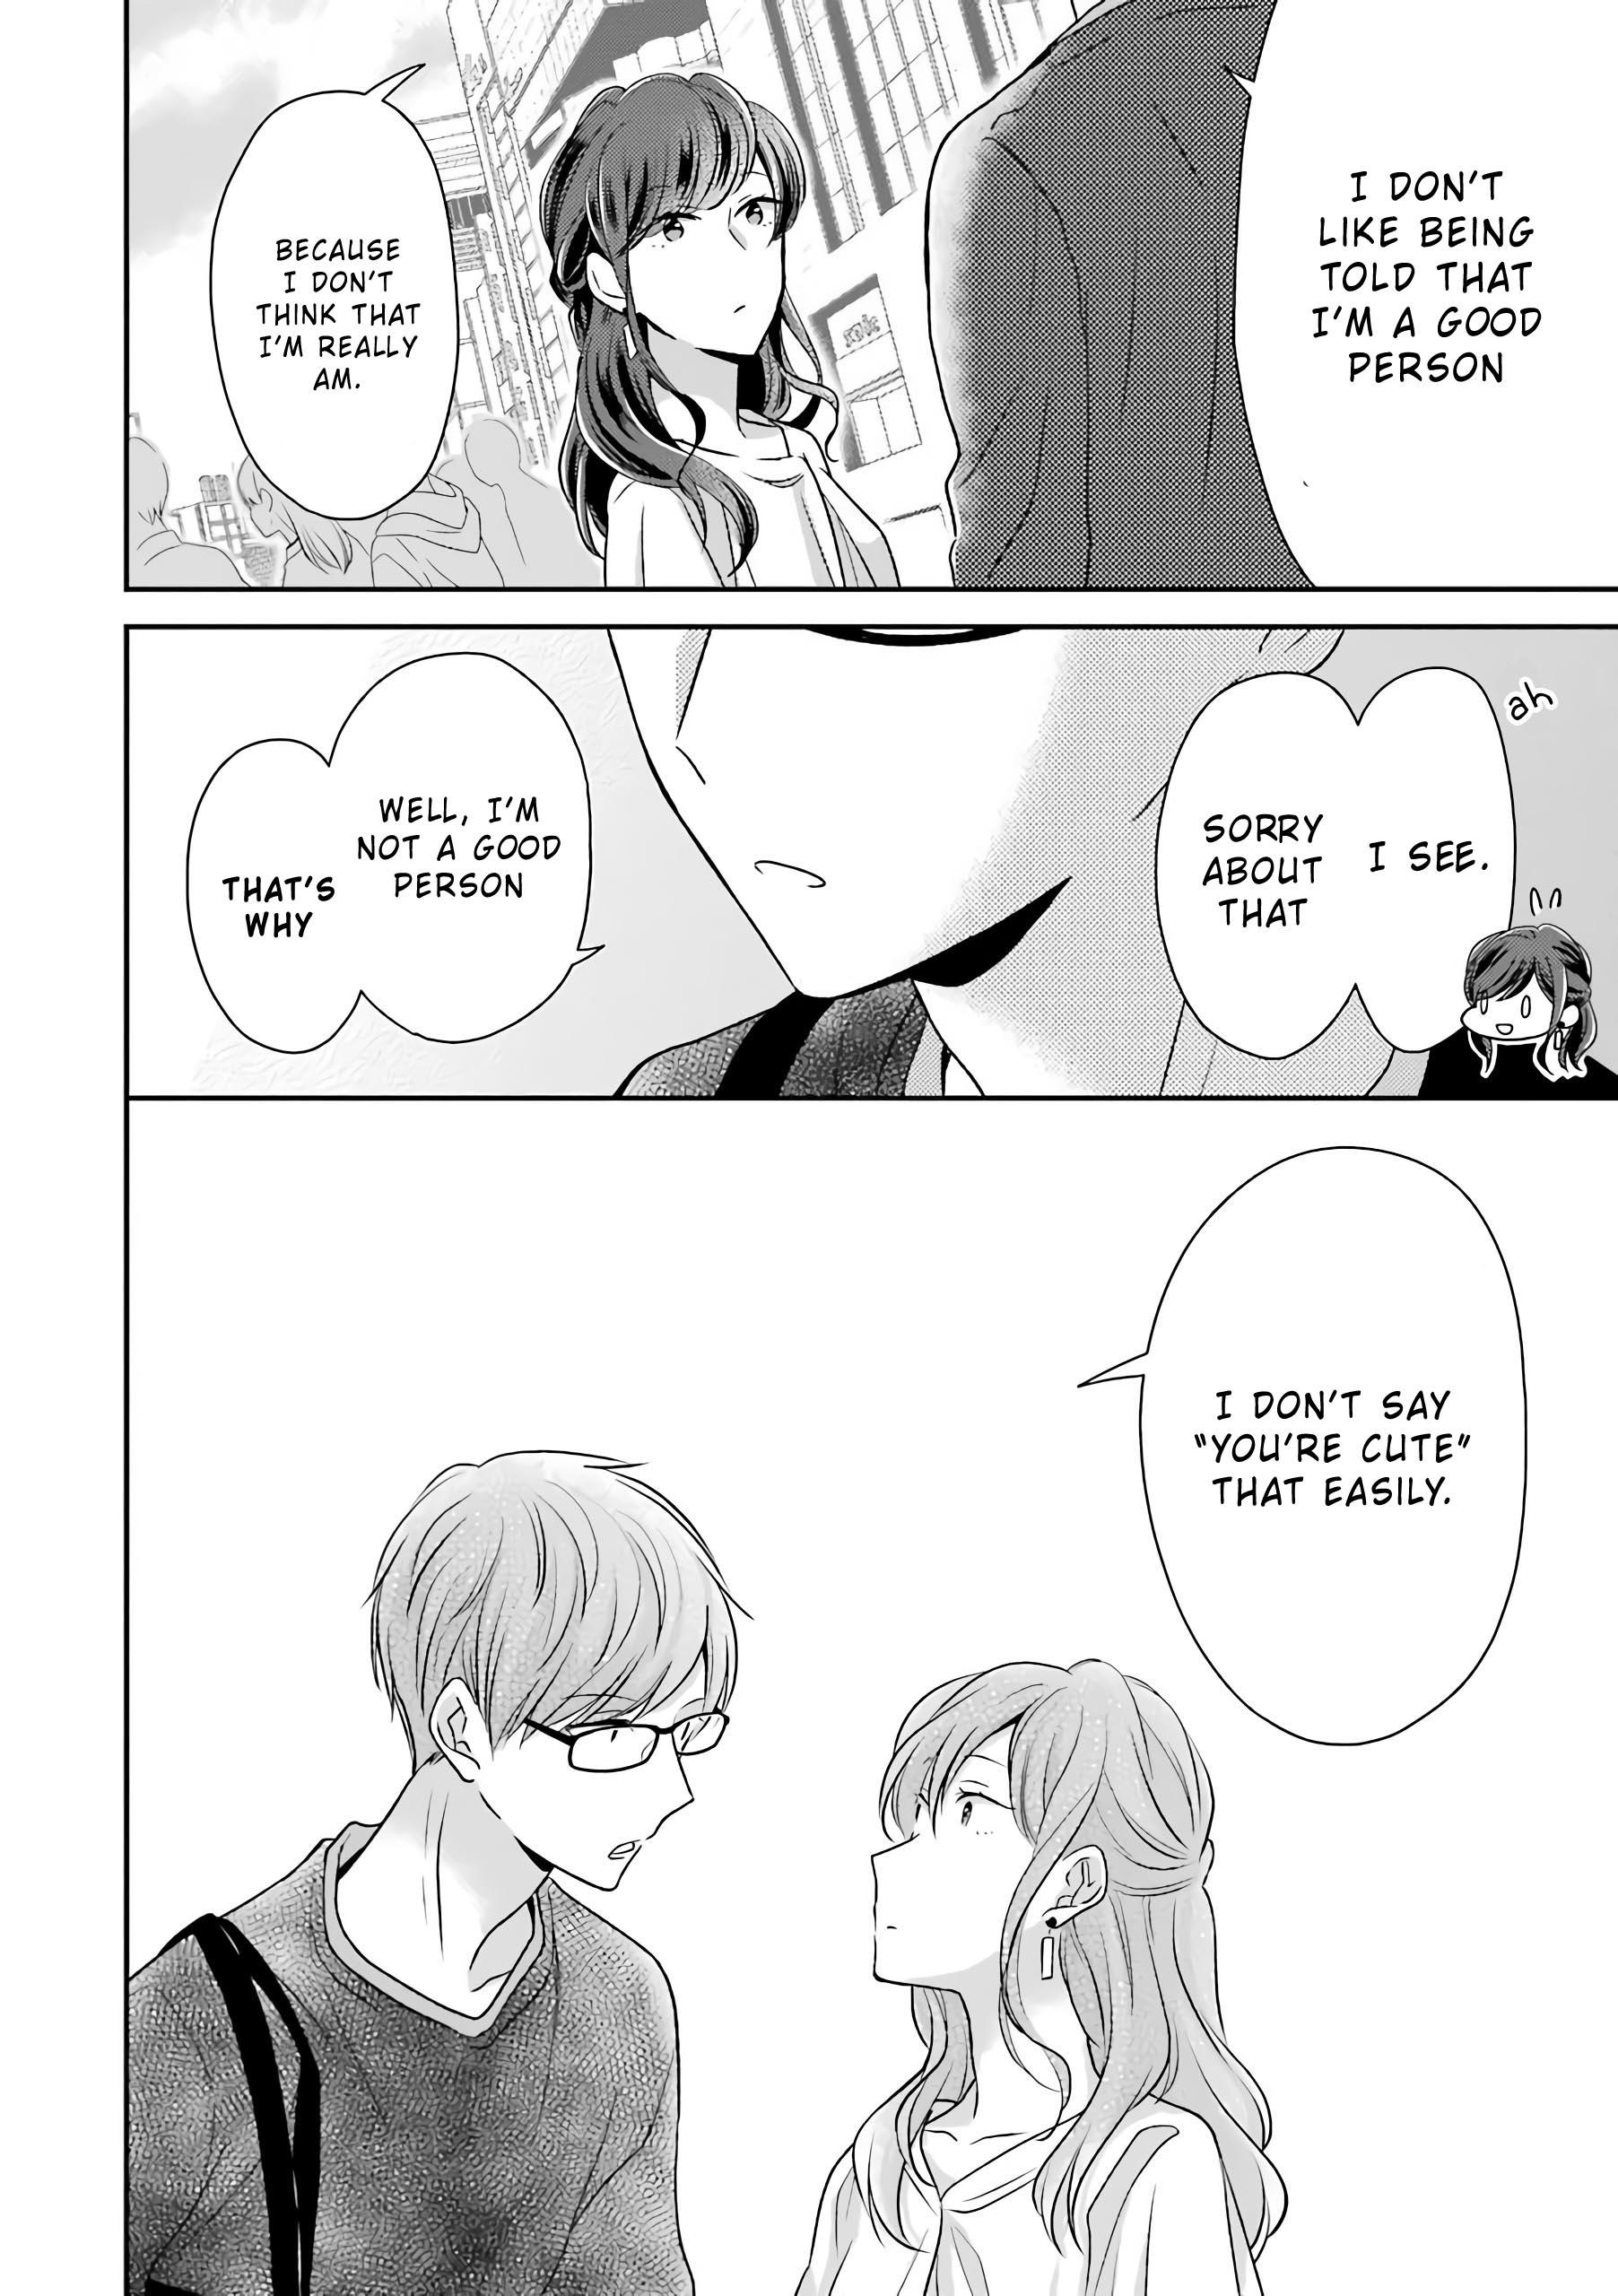 I DON'T
LIKE BEING
TOLD THAT
I'M A GOOD
PERSON
BECAUSE
I DON'T
THINK THAT
I'M REALLY
AM.
ah
I SEE.
SORRY
ABOUT
THAT
WELL, I'M
NOT A GOOD
PERSON
THAT'S
WHY
I DON'T SAY
"YOU'RE CUTE"
THAT EASILY.